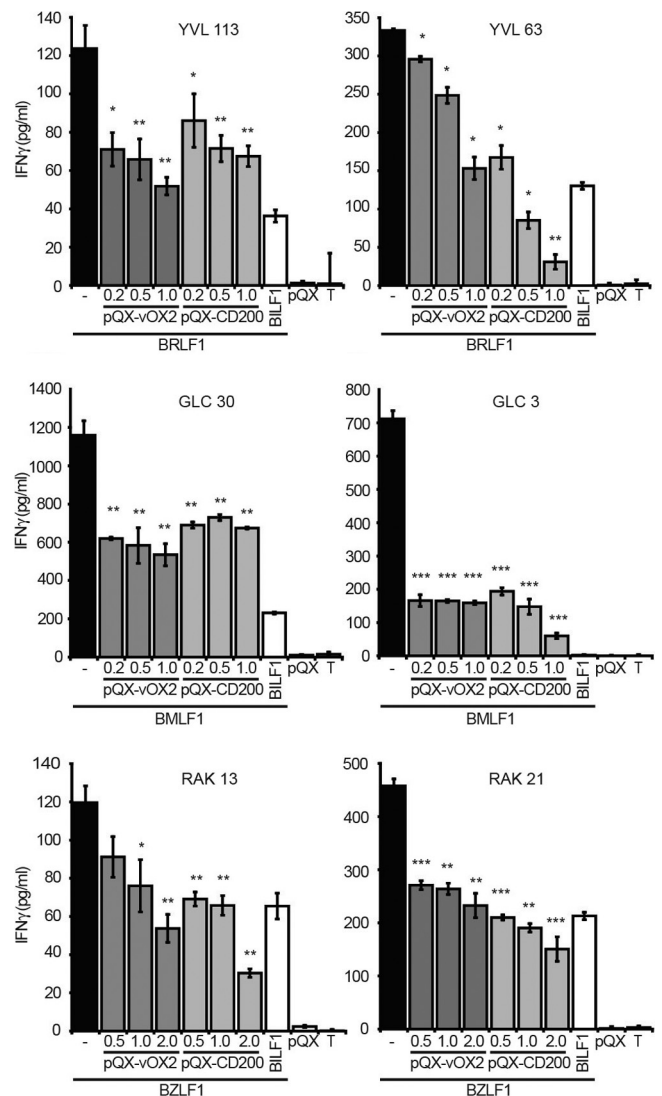 YVL 113
IFNγ (pg/ml)
140
120
100
80
60
40
20
0
* ** ** * ** **
- 0.2 0.5 1.0 0.2 0.5 1.0 BILF1 pQX T
pQX-vOX2 pQX-CD200
BRLF1
YVL 63
350
300
250
200
150
100
50
0
* * * * * **
- 0.2 0.5 1.0 0.2 0.5 1.0 BILF1 pQX T
pQX-vOX2 pQX-CD200
BRLF1
GLC 30
IFNγ (pg/ml)
1400
1200
1000
800
600
400
200
0
** ** ** ** ** **
- 0.2 0.5 1.0 0.2 0.5 1.0 BILF1 pQX T
pQX-vOX2 pQX-CD200
BMLF1
GLC 3
800
700
600
500
400
300
200
100
0
*** *** *** *** *** ***
- 0.2 0.5 1.0 0.2 0.5 1.0 BILF1 pQX T
pQX-vOX2 pQX-CD200
BMLF1
RAK 13
IFNγ (pg/ml)
140
120
100
80
60
40
20
0
* ** ** ** **
- 0.5 1.0 2.0 0.5 1.0 2.0 BILF1 pQX T
pQX-vOX2 pQX-CD200
BZLF1
RAK 21
500
400
300
200
200
0
*** ** ** *** ** ***
- 0.5 1.0 2.0 0.5 1.0 2.0 BILF1 pQX T
pQX-vOX2 pQX-CD200
BZLF1